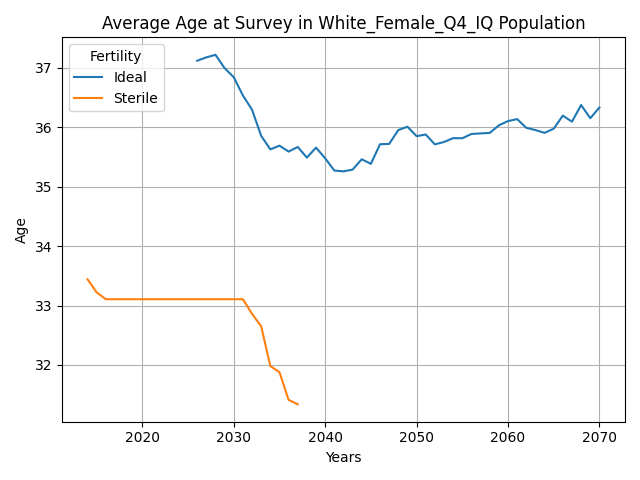 Average Age at Survey in White_Female_Q4_IQ Population
Fertility
Ideal
Sterile
Age
37
36
35
34
33
32
2020 2030 2040 2050 2060 2070
Years